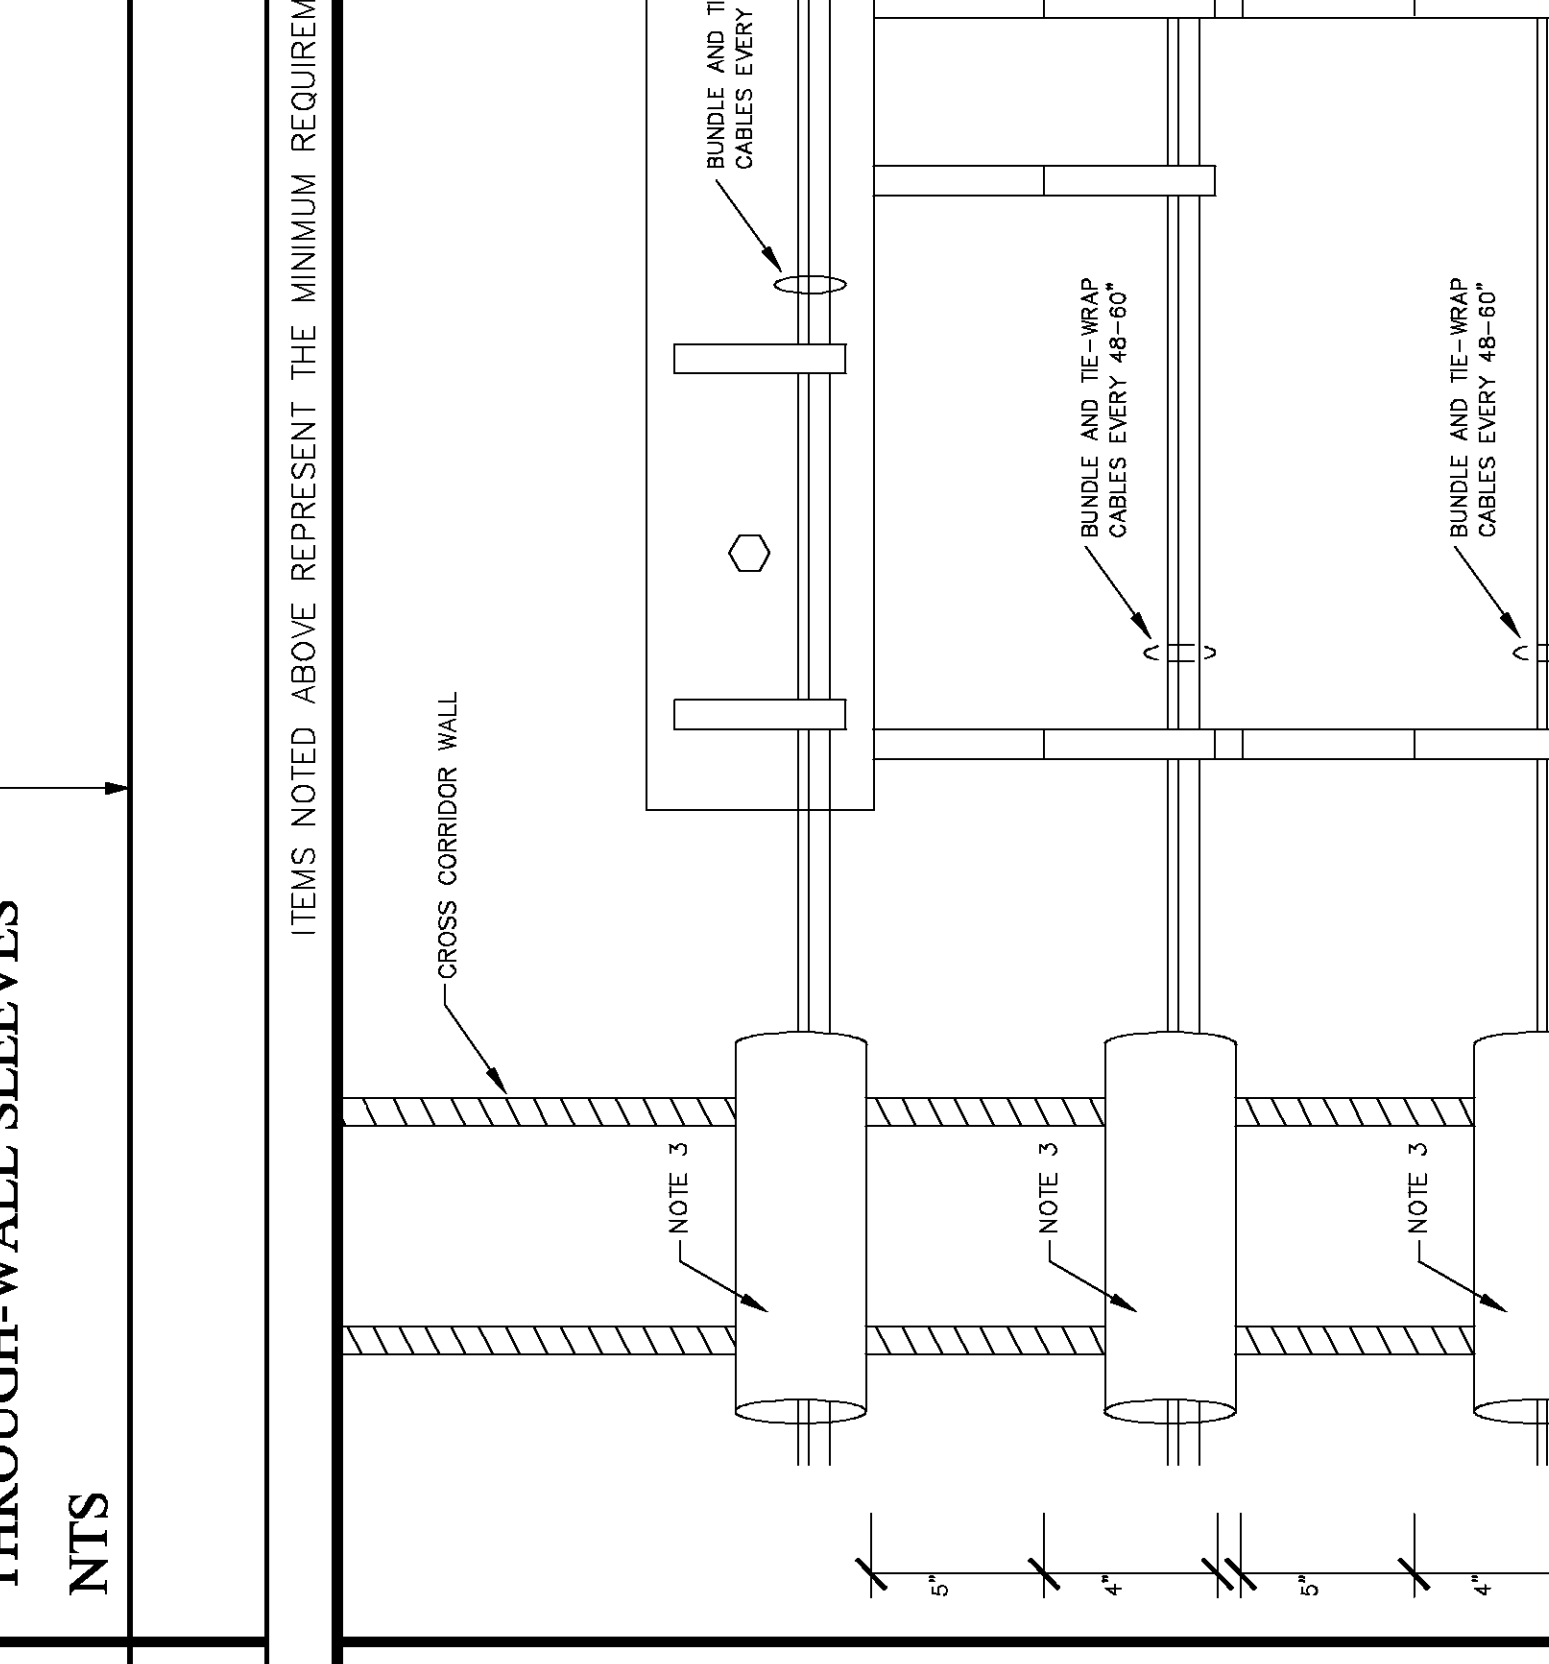 THROUGH-WALL SLEEVES
NTS
ITEMS NOTED ABOVE REPRESENT THE MINIMUM
CROSS CORRIDOR WALL
NOTE 3
BUNDLE AND
CABLES EVERY
NOTE 3
BUNDLE AND TIE-WRAP
CABLES EVERY 48-60"
NOTE 3
BUNDLE AND TIE-WRAP
CABLES EVERY 48-60"
5"
4"
5"
4"